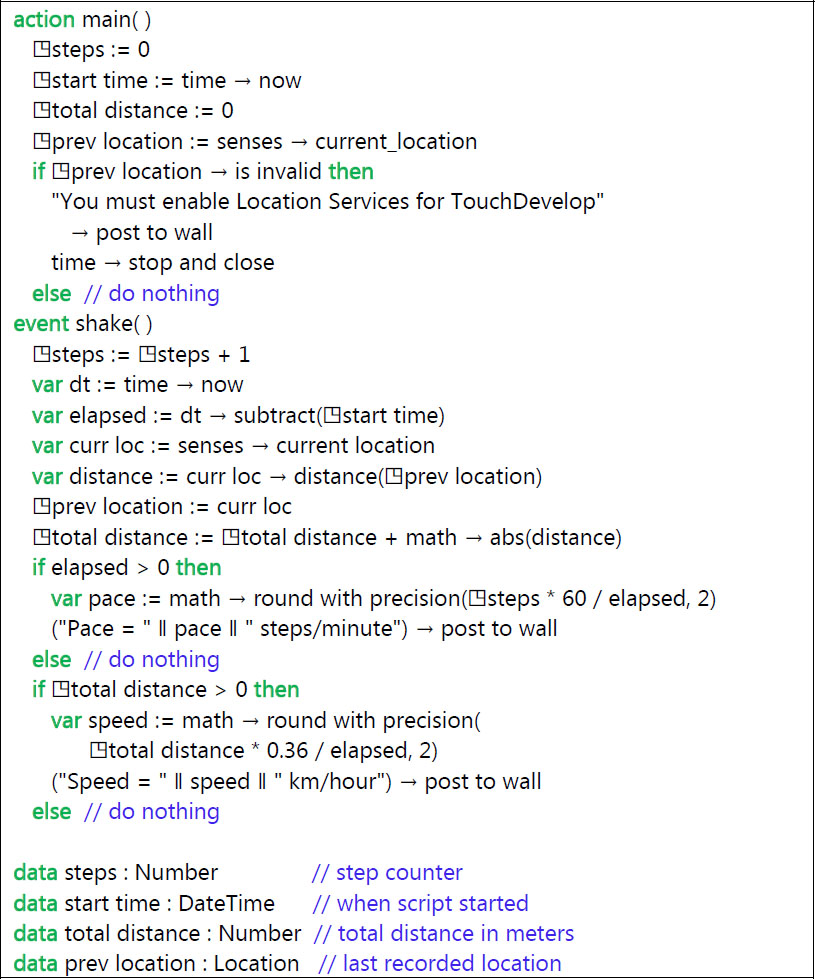 action main( )
◳steps := 0
◳start time := time → now
◳total distance := 0
◳prev location := senses → current_location
if ◳prev location → is invalid then
"You must enable Location Services for TouchDevelop"
→ post to wall
time → stop and close
else // do nothing
event shake( )
◳steps := ◳steps + 1
var dt := time → now
var elapsed := dt → subtract(◳start time)
var curr loc := senses → current location
var distance := curr loc → distance(◳prev location)
◳prev location := curr loc
◳total distance := ◳total distance + math → abs(distance)
if elapsed > 0 then
var pace := math → round with precision(◳steps * 60 / elapsed, 2)
("Pace = " ‖ pace ‖ " steps/minute") → post to wall
else // do nothing
if ◳total distance > 0 then
var speed := math → round with precision(
◳total distance * 0.36 / elapsed, 2)
("Speed = " ‖ speed ‖ " km/hour") → post to wall
else // do nothing
data steps : Number // step counter
data start time : DateTime // when script started
data total distance : Number // total distance in meters
data prev location : Location // last recorded location